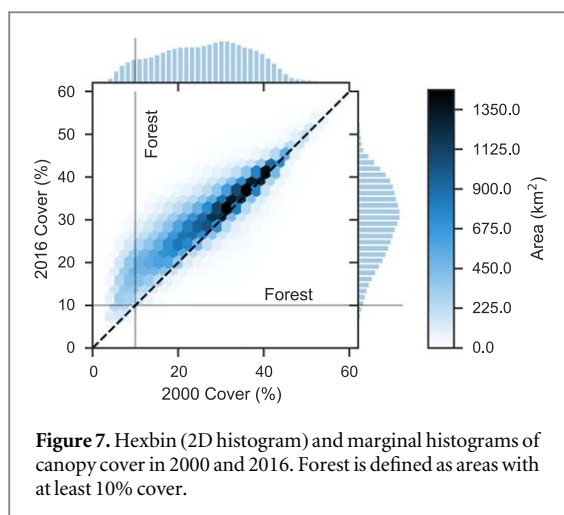 60
50
40
30
20
10
0
2016 Cover (%)
Forest
Forest
0
20
40
60
2000 Cover (%)
1350.0
1125.0
900.0
675.0
450.0
225.0
0.0
Area (km²)
Figure 7. Hexbin (2D histogram) and marginal histograms of
canopy cover in 2000 and 2016. Forest is defined as areas with
at least 10% cover.